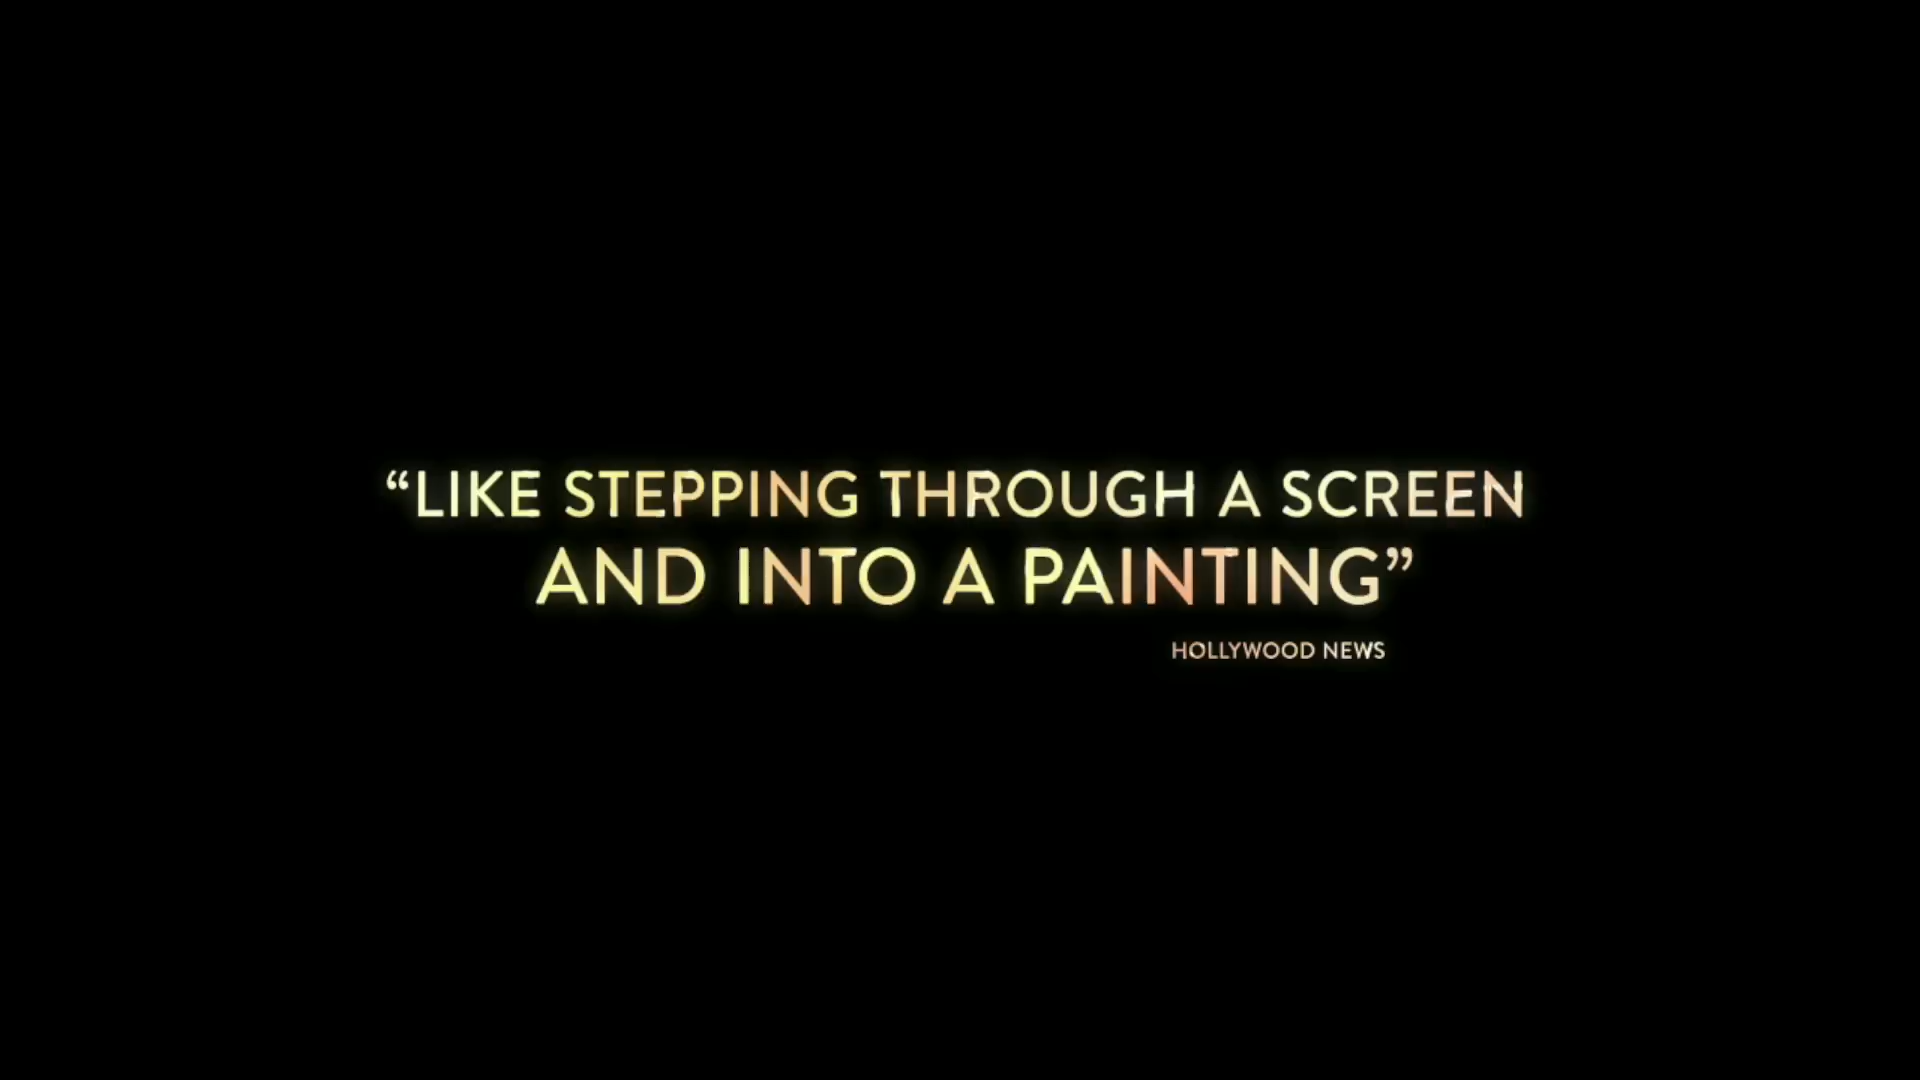 “LIKE STEPPING THROUGH A SCREEN
AND INTO A PAINTING”
HOLLYWOOD NEWS